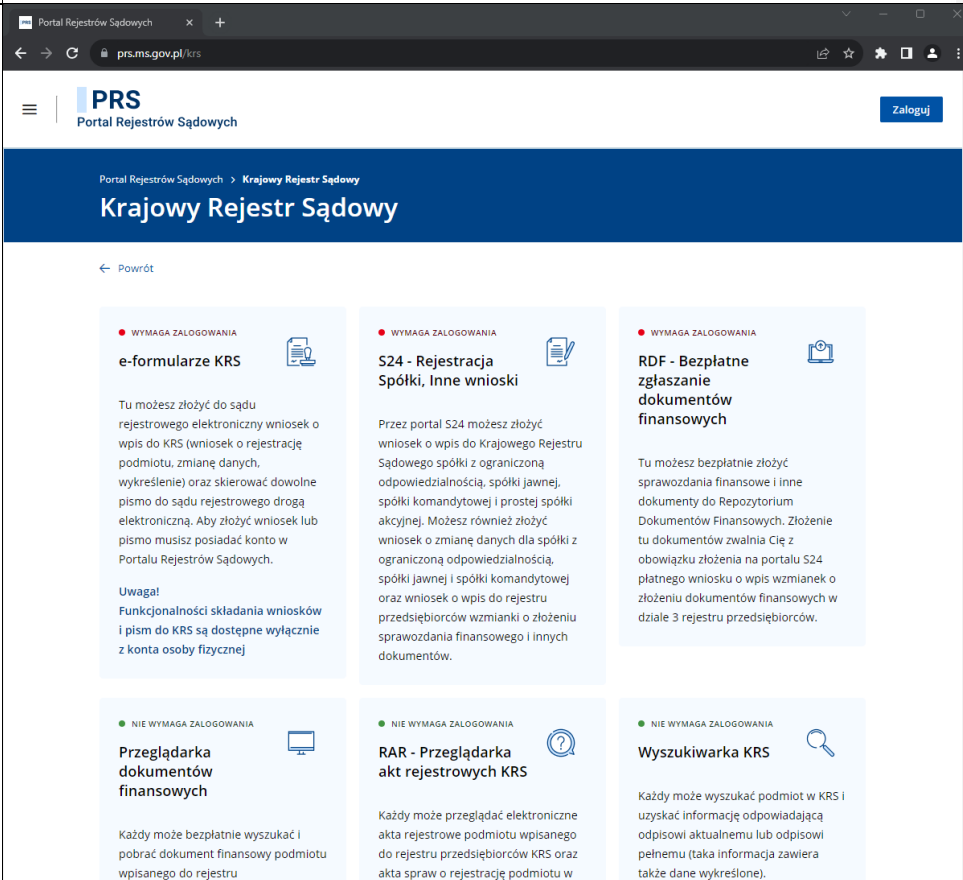 PRS Portal Rejestrów Sądowych
prs.ms.gov.pl/krs
PRS
Portal Rejestrów Sądowych
Zaloguj
Portal Rejestrów Sądowych > Krajowy Rejestr Sądowy
Krajowy Rejestr Sądowy
Powrót
WYMAGA ZALOGOWANIA
e-formularze KRS
Tu możesz złożyć do sądu
rejestrowego elektroniczny wniosek o
wpis do KRS (wniosek o rejestrację
podmiotu, zmianę danych,
wykreślenie) oraz skierować dowolne
pismo do sądu rejestrowego drogą
elektroniczną. Aby złożyć wniosek lub
pismo musisz posiadać konto w
Portalu Rejestrów Sądowych.
Uwaga!
Funkcjonalności składania wniosków
i pism do KRS są dostępne wyłącznie
z konta osoby fizycznej
WYMAGA ZALOGOWANIA
S24 - Rejestracja
Spółki, Inne wnioski
Przez portal S24 możesz złożyć
wniosek o wpis do Krajowego Rejestru
Sądowego spółki z ograniczoną
odpowiedzialnością, spółki jawnej,
spółki komandytowej i prostej spółki
akcyjnej. Możesz również złożyć
wniosek o zmianę danych dla spółki z
ograniczoną odpowiedzialnością,
spółki jawnej i spółki komandytowej
oraz wniosek o wpis do rejestru
przedsiębiorców wzmianki o złożeniu
sprawozdania finansowego i innych
dokumentów.
WYMAGA ZALOGOWANIA
RDF - Bezpłatne
zgłaszanie
dokumentów
finansowych
Tu możesz bezpłatnie złożyć
sprawozdania finansowe i inne
dokumenty do Repozytorium
Dokumentów Finansowych. Złożenie
tu dokumentów zwalnia Cię z
obowiązku złożenia na portalu S24
płatnego wniosku o wpis wzmianek o
złożeniu dokumentów finansowych w
dziale 3 rejestru przedsiębiorców.
NIE WYMAGA ZALOGOWANIA
Przeglądarka
dokumentów
finansowych
Każdy może bezpłatnie wyszukać i
pobrać dokument finansowy podmiotu
wpisanego do rejestru
NIE WYMAGA ZALOGOWANIA
RAR - Przeglądarka
akt rejestrowych KRS
Każdy może przeglądać elektroniczne
akta rejestrowe podmiotu wpisanego
do rejestru przedsiębiorców KRS oraz
akta spraw o rejestrację podmiotu w
NIE WYMAGA ZALOGOWANIA
Wyszukiwarka KRS
Każdy może wyszukać podmiot w KRS i
uzyskać informację odpowiadającą
odpisowi aktualnemu lub odpisowi
pełnemu (taka informacja zawiera
także dane wykreślone).